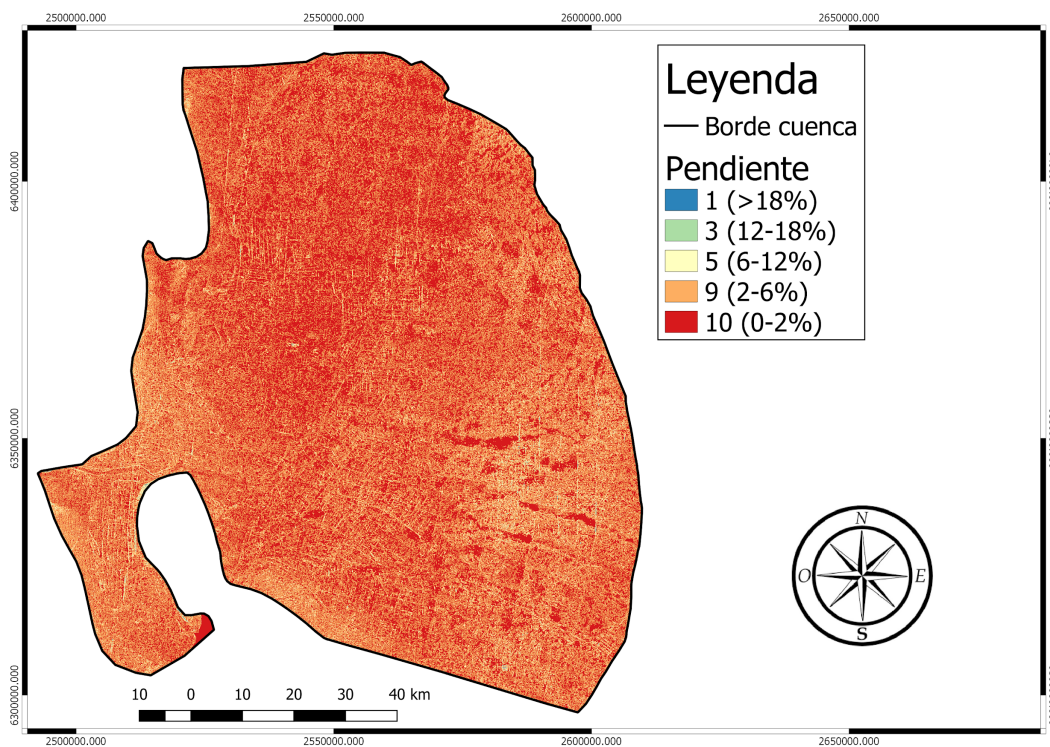 2500000.000 2550000.000 2600000.000 2650000.000
Leyenda
Borde cuenca
Pendiente
1 (>18%)
3 (12-18%)
5 (6-12%)
9 (2-6%)
10 (0-2%)
6400000.000
6350000.000
6300000.000
N
O E
S
10 0 10 20 30 40 km
2500000.000 2550000.000 2600000.000 2650000.000